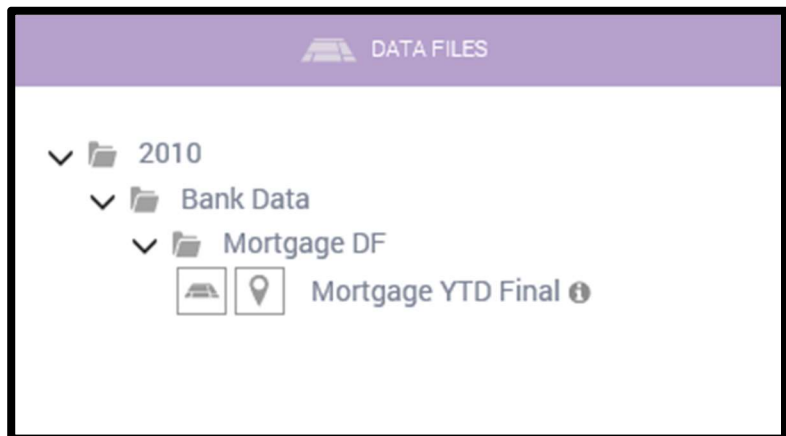 DATA FILES
2010
Bank Data
Mortgage DF
Mortgage YTD Final